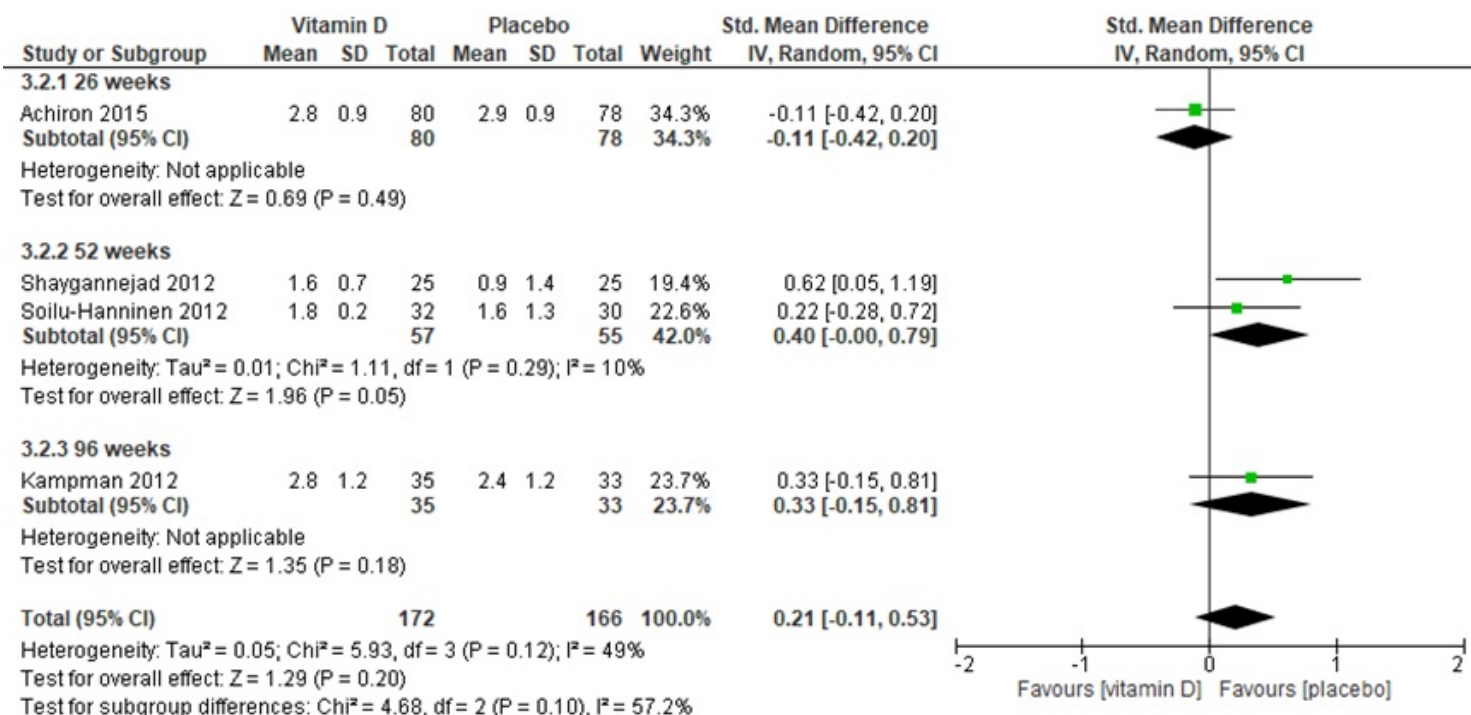 Vitamin D Placebo Std. Mean Difference Std. Mean Difference
Study or Subgroup Mean SD Total Mean SD Total Weight IV, Random, 95% CI IV, Random, 95% CI
3.2.1 26 weeks
Achiron 2015 2.8 0.9 80 2.9 0.9 78 34.3% -0.11 [-0.42, 0.20]
Subtotal (95% CI) 80 78 34.3% -0.11 [-0.42, 0.20]
Heterogeneity: Not applicable
Test for overall effect: Z = 0.69 (P = 0.49)
3.2.2 52 weeks
Shaygannejad 2012 1.6 0.7 25 0.9 1.4 25 19.4% 0.62 [0.05, 1.19]
Soilu-Hanninen 2012 1.8 0.2 32 1.6 1.3 30 22.6% 0.22 [-0.28, 0.72]
Subtotal (95% CI) 57 55 42.0% 0.40 [-0.00, 0.79]
Heterogeneity: Tau² = 0.01; Chi² = 1.11, df = 1 (P = 0.29); I² = 10%
Test for overall effect: Z = 1.96 (P = 0.05)
3.2.3 96 weeks
Kampman 2012 2.8 1.2 35 2.4 1.2 33 23.7% 0.33 [-0.15, 0.81]
Subtotal (95% CI) 35 33 23.7% 0.33 [-0.15, 0.81]
Heterogeneity: Not applicable
Test for overall effect: Z = 1.35 (P = 0.18)
Total (95% CI) 172 166 100.0% 0.21 [-0.11, 0.53]
Heterogeneity: Tau² = 0.05; Chi² = 5.93, df = 3 (P = 0.12); I² = 49%
Test for overall effect: Z = 1.29 (P = 0.20)
Test for subgroup differences: Chi² = 4.68, df = 2 (P = 0.10), I² = 57.2%
-2 -1 0 1 2
Favours [vitamin D] Favours [placebo]